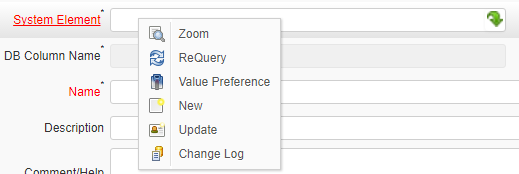 System Element*
Zoom
DB Column Name*
ReQuery
Value Preference
Name*
New
Description
Update
Change Log
Comment/Help